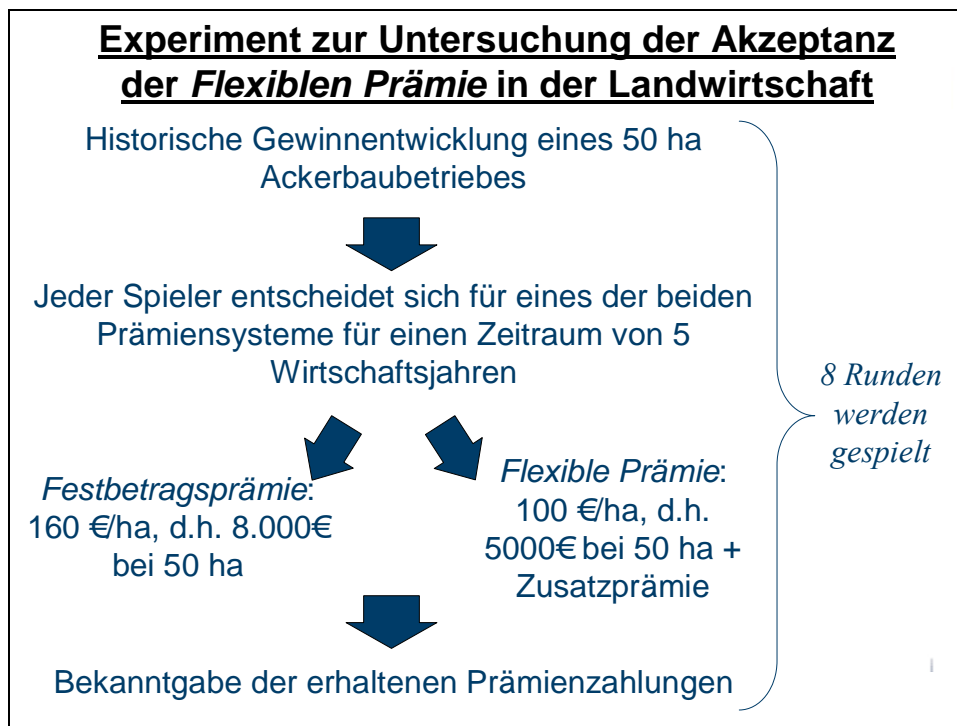 Experiment zur Untersuchung der Akzeptanz
der Flexiblen Prämie in der Landwirtschaft
Historische Gewinnentwicklung eines 50 ha
Ackerbaubetriebes
Jeder Spieler entscheidet sich für eines der beiden
Prämiensysteme für einen Zeitraum von 5
Wirtschaftsjahren
8 Runden
werden
gespielt
Festbetragsprämie:
160 €/ha, d.h. 8.000€
bei 50 ha
Flexible Prämie:
100 €/ha, d.h.
5000€ bei 50 ha +
Zusatzprämie
Bekanntgabe der erhaltenen Prämienzahlungen